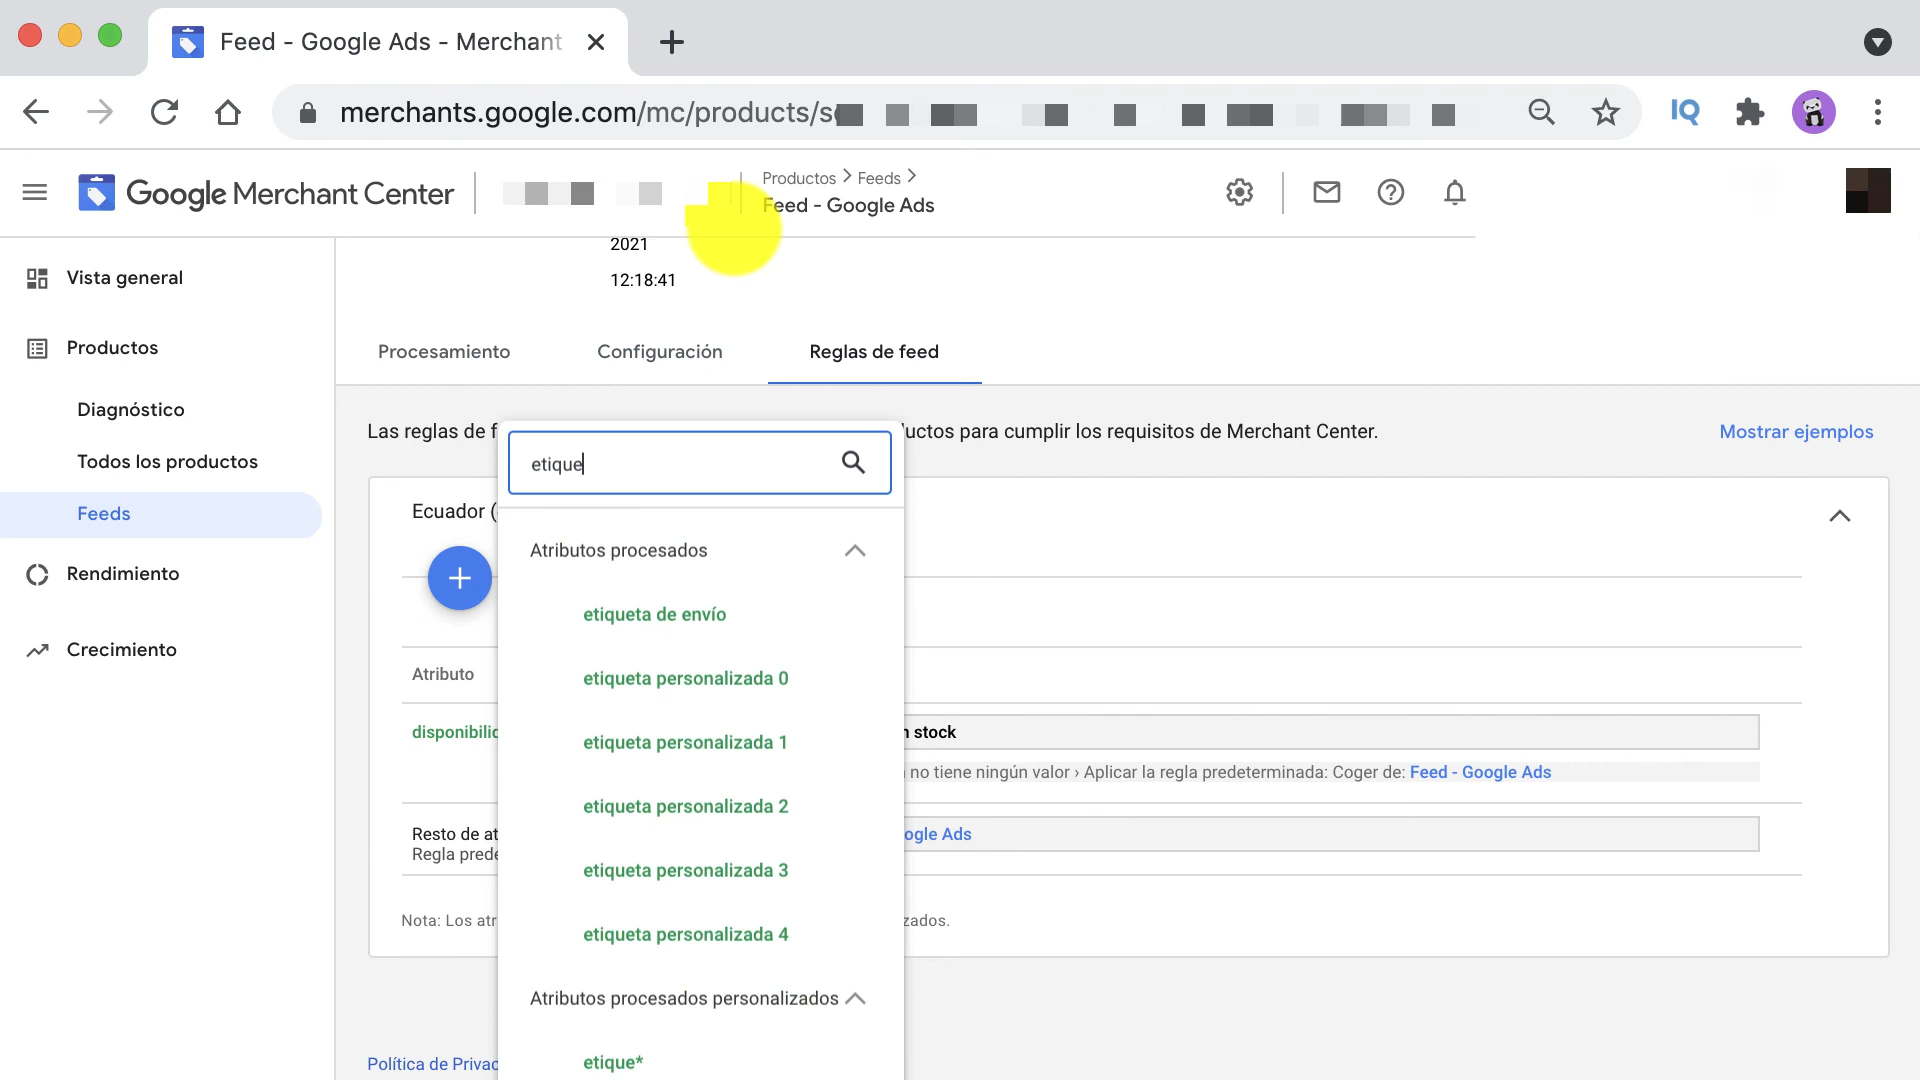 Feed - Google Ads - Merchant
merchants.google.com/mc/products/s
IQ
Google Merchant Center
Productos > Feeds >
Feed - Google Ads
2021
12:18:41
Vista general
Productos
Diagnóstico
Todos los productos
Feeds
Rendimiento
Crecimiento
Procesamiento
Configuración
Reglas de feed
Las reglas de f
uctos para cumplir los requisitos de Merchant Center.
Mostrar ejemplos
etique
Ecuador (
Atributos procesados
etiqueta de envío
etiqueta personalizada 0
etiqueta personalizada 1
etiqueta personalizada 2
etiqueta personalizada 3
etiqueta personalizada 4
Atributos procesados personalizados
etique*
Atributo
disponibilid
n stock
no tiene ningún valor › Aplicar la regla predeterminada: Coger de: Feed - Google Ads
Resto de at
Regla prede
ogle Ads
Nota: Los atr
zados.
Política de Privac